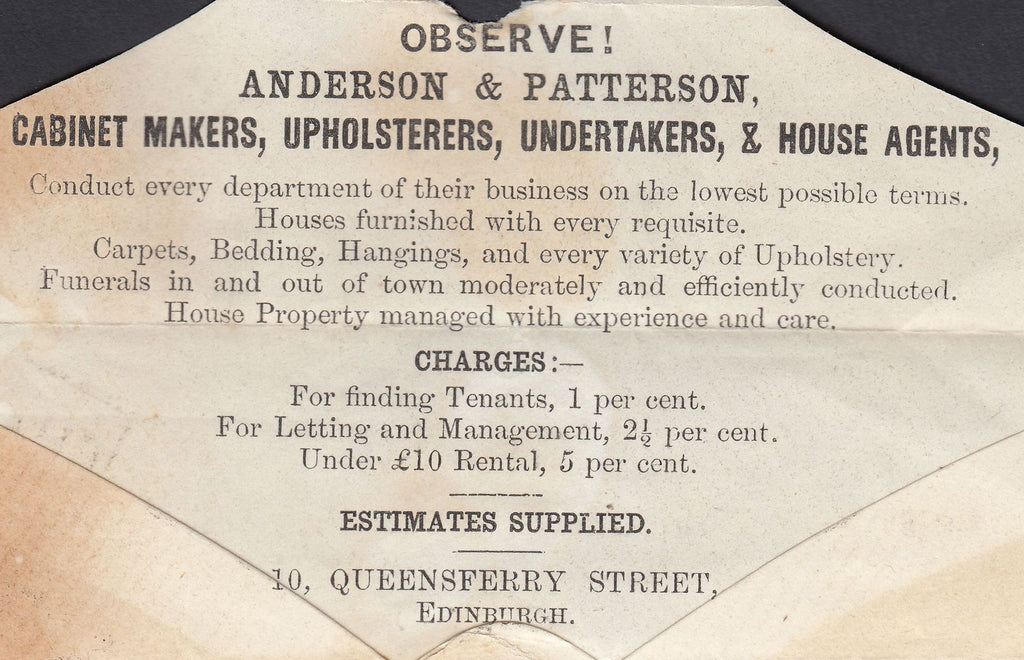 OBSERVE!
ANDERSON & PATTERSON,
CABINET MAKERS, UPHOLSTERERS, UNDERTAKERS, & HOUSE AGENTS,
Conduct every department of their business on the lowest possible terms.
Houses furnished with every requisite.
Carpets, Bedding, Hangings, and every variety of Upholstery.
Funerals in and out of town moderately and efficiently conducted.
House Property managed with experience and care.
CHARGES:—
For finding Tenants, 1 per cent.
For Letting and Management, 2½ per cent.
Under £10 Rental, 5 per cent.
ESTIMATES SUPPLIED.
10, QUEENSFERRY STREET,
EDINBURGH.